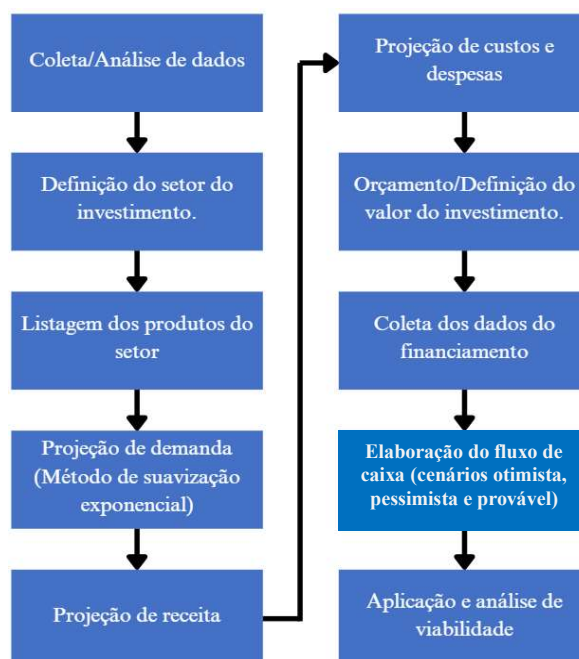 Coleta/Análise de dados
Definição do setor do
investimento.
Listagem dos produtos do
setor
Projeção de demanda
(Método de suavização
exponencial)
Projeção de receita
Projeção de custos e
despesas
Orçamento/Definição do
valor do investimento.
Coleta dos dados do
financiamento
Elaboração do fluxo de
caixa (cenários otimista,
pessimista e provável)
Aplicação e análise de
viabilidade